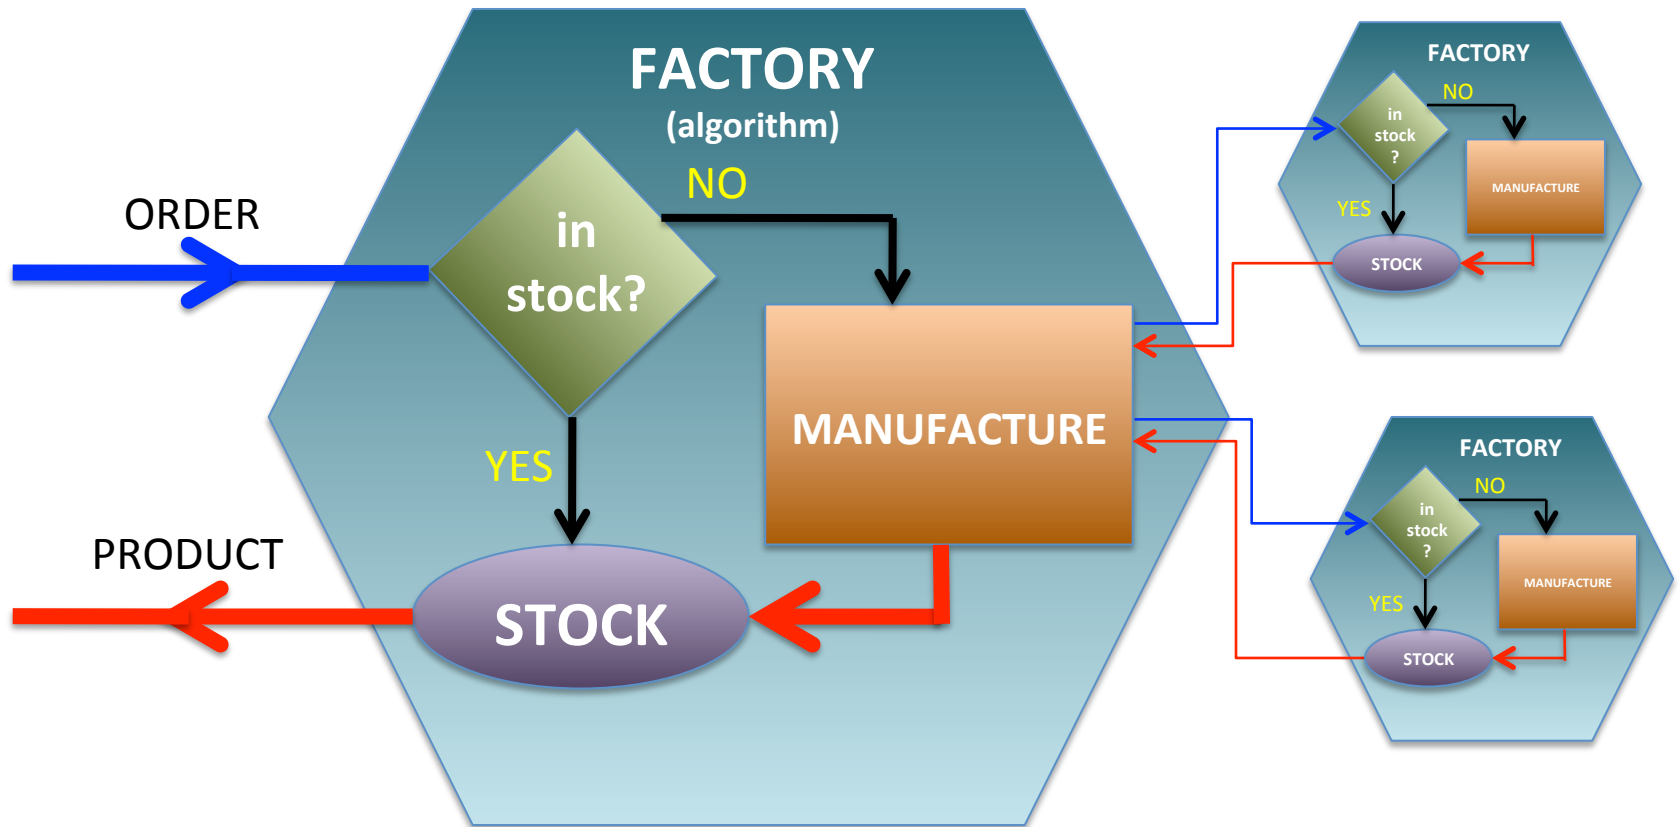 FACTORY
(algorithm)
NO
ORDER
in
stock?
MANUFACTURE
YES
PRODUCT
STOCK
FACTORY
NO
in
stock
?
MANUFACTURE
YES
STOCK
FACTORY
NO
in
stock
?
MANUFACTURE
YES
STOCK